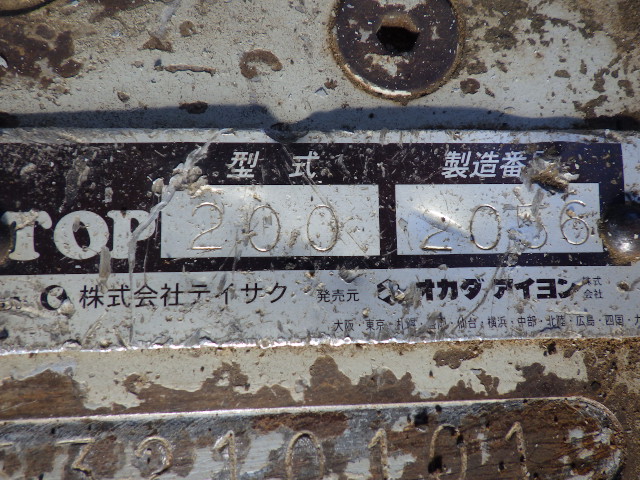 型式 製造番
TOP 200
株式会社テイサク 発売元 オカダアイヨン 株式会社
大阪・東京・札幌・仙台・横浜・中部・北陸・広島・四国・九
3210101